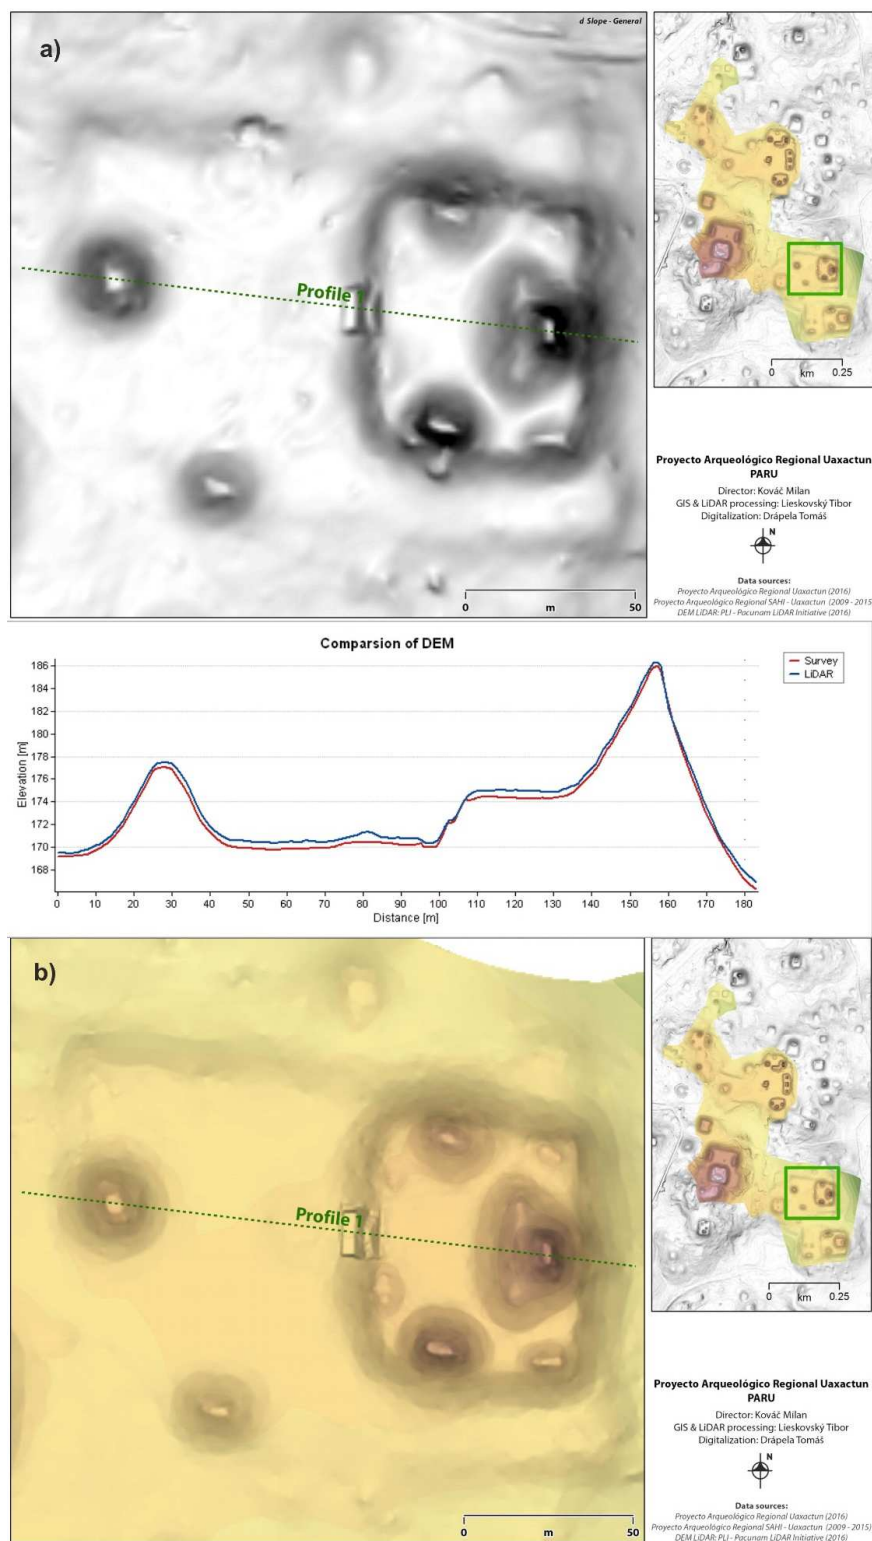 a)
d Slope - General
Profile 1
0 m 50
0 km 0.25
Proyecto Arqueológico Regional Uaxactun
PARU
Director: Kováč Milan
GIS & LiDAR processing: Lieskovský Tibor
Digitalization: Drápela Tomáš
N
Data sources:
Proyecto Arqueológico Regional Uaxactun (2016)
Proyecto Arqueológico Regional SAHI - Uaxactun (2009 - 2015)
DEM LiDAR: PLI - Pacunam LiDAR Initiative (2016)
Comparsion of DEM
Elevation [m]
186
184
182
180
178
176
174
172
170
168
0 10 20 30 40 50 60 70 80 90 100 110 120 130 140 150 160 170 180
Distance [m]
Survey
LiDAR
b)
Profile 1
0 m 50
0 km 0.25
Proyecto Arqueológico Regional Uaxactun
PARU
Director: Kováč Milan
GIS & LiDAR processing: Lieskovský Tibor
Digitalization: Drápela Tomáš
N
Data sources:
Proyecto Arqueológico Regional Uaxactun (2016)
Proyecto Arqueológico Regional SAHI - Uaxactun (2009 - 2015)
DEM LiDAR: PLI - Pacunam LiDAR Initiative (2016)